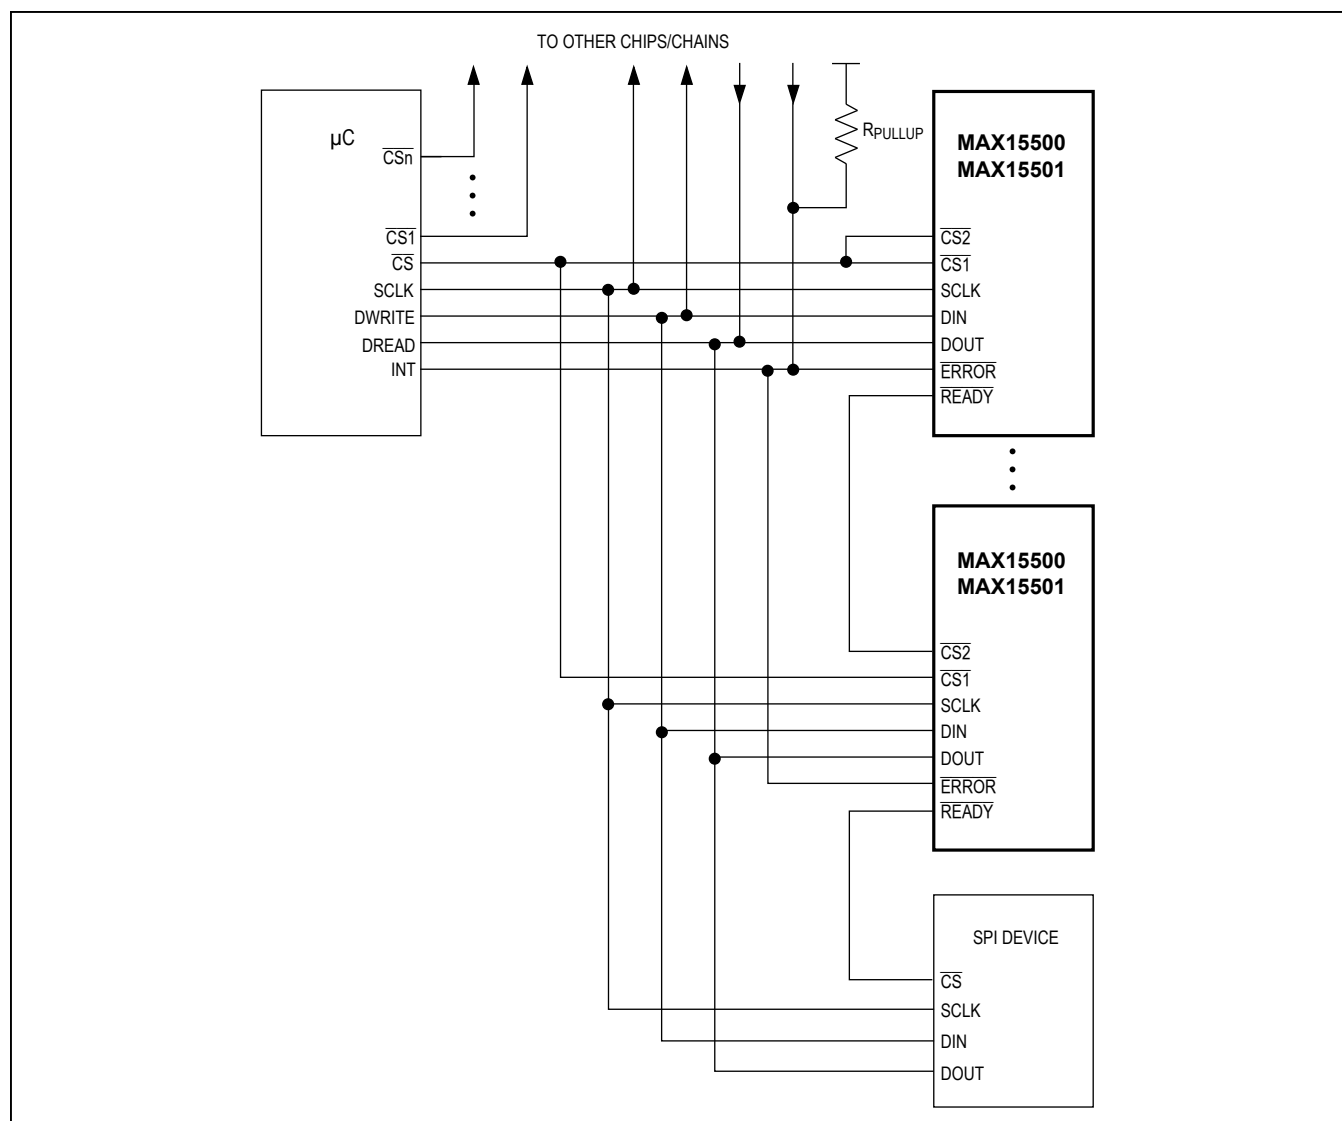 TO OTHER CHIPS/CHAINS
µC
CSn
CS1
CS
SCLK
DWRITE
DREAD
INT
RPULLUP
MAX15500
MAX15501
CS2
CS1
SCLK
DIN
DOUT
ERROR
READY
MAX15500
MAX15501
CS2
CS1
SCLK
DIN
DOUT
ERROR
READY
SPI DEVICE
CS
SCLK
DIN
DOUT